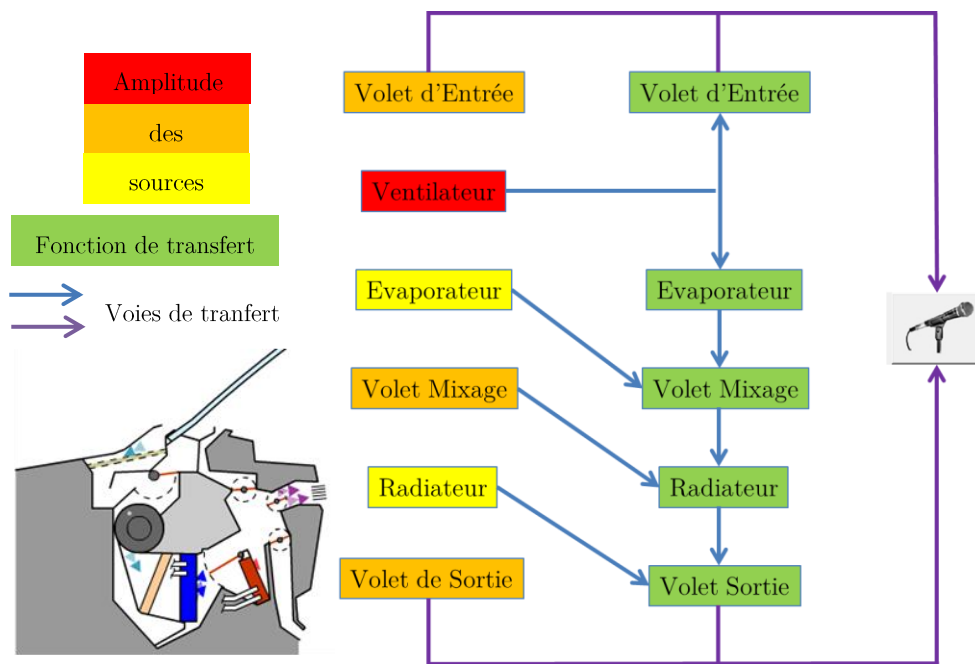 Amplitude
des
sources
Fonction de transfert
Voies de tranfert
Volet d'Entrée
Volet d'Entrée
Ventilateur
Evaporateur
Evaporateur
Volet Mixage
Volet Mixage
Radiateur
Radiateur
Volet de Sortie
Volet Sortie